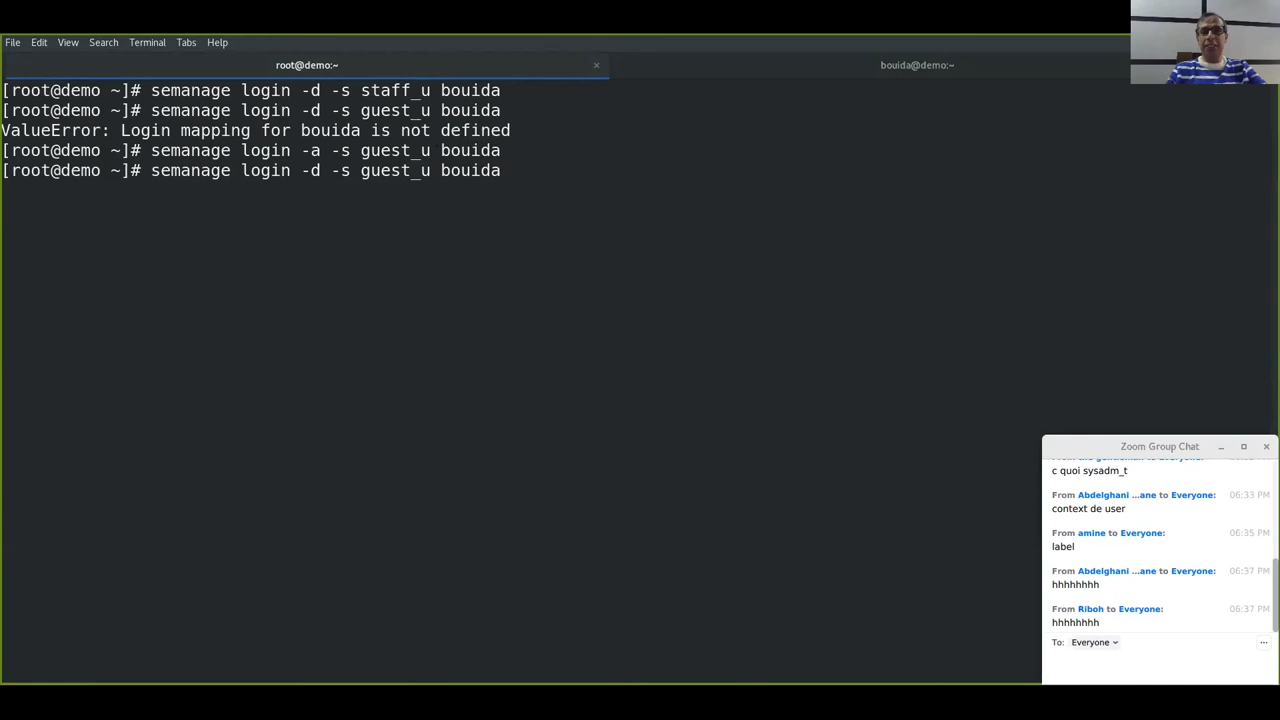 File Edit View Search Terminal Tabs Help
root@demo:~ × bouida@demo:~
[root@demo ~]# semanage login -d -s staff_u bouida
[root@demo ~]# semanage login -d -s guest_u bouida
ValueError: Login mapping for bouida is not defined
[root@demo ~]# semanage login -a -s guest_u bouida
[root@demo ~]# semanage login -d -s guest_u bouida
Zoom Group Chat
c quoi sysadm_t
From Abdelghani ...ane to Everyone: 06:33 PM
context de user
From amine to Everyone: 06:35 PM
label
From Abdelghani ...ane to Everyone: 06:37 PM
hhhhhhhh
From Riboh to Everyone: 06:37 PM
hhhhhhhh
To: Everyone